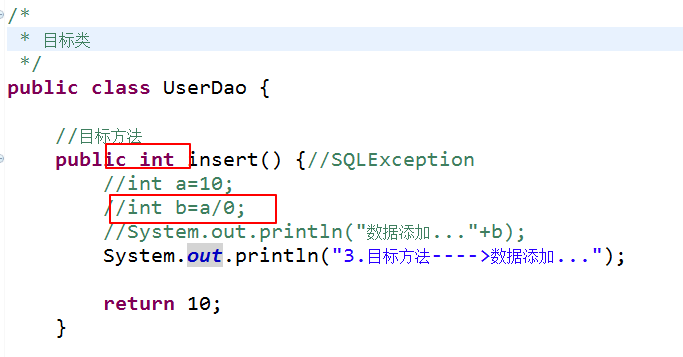 /*
 * 目标类
 */
public class UserDao {
//目标方法
public int insert() {//SQLException
//int a=10;
//int b=a/0;
//System.out.println("数据添加..."+b);
System.out.println("3.目标方法---->数据添加...");
return 10;
}